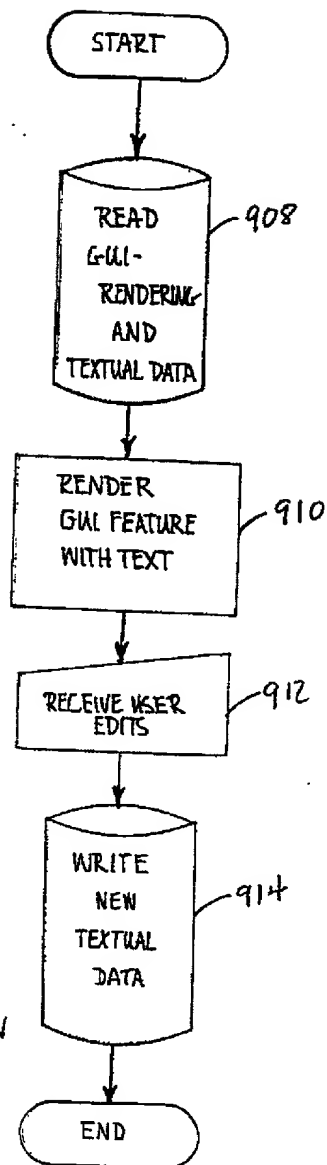 START
READ
GUI-
RENDERING
AND
TEXTUAL DATA
908
RENDER
GUI FEATURE
WITH TEXT
910
RECEIVE USER
EDITS
912
WRITE
NEW
TEXTUAL
DATA
914
END